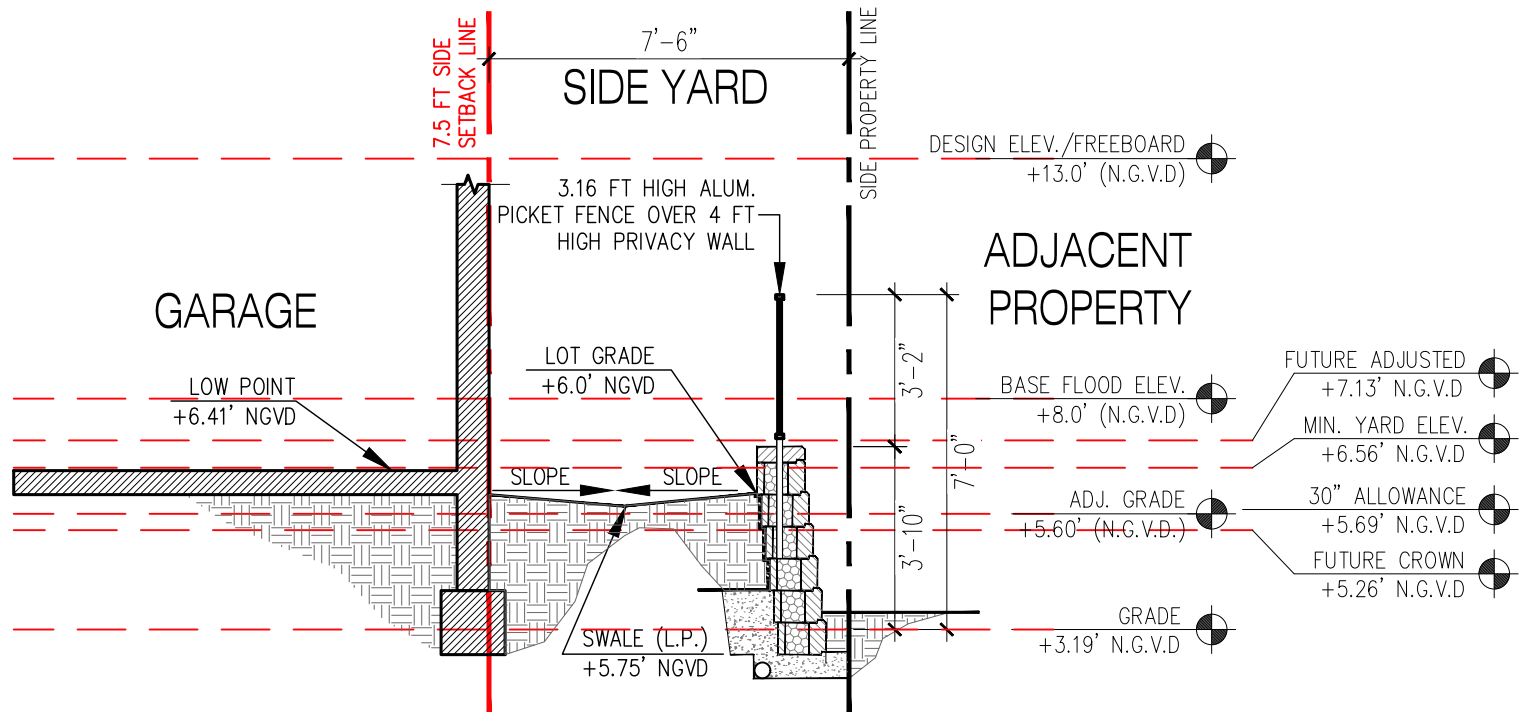 7.5 FT SIDE
SETBACK LINE
7'-6"
SIDE YARD
SIDE PROPERTY LINE
DESIGN ELEV./FREEBOARD
+13.0' (N.G.V.D)
3.16 FT HIGH ALUM.
PICKET FENCE OVER 4 FT
HIGH PRIVACY WALL
ADJACENT
PROPERTY
GARAGE
LOT GRADE
+6.0' NGVD
LOW POINT
+6.41' NGVD
3'-2"
BASE FLOOD ELEV.
+8.0' (N.G.V.D)
FUTURE ADJUSTED
+7.13' N.G.V.D
MIN. YARD ELEV.
+6.56' N.G.V.D
7'-0"
SLOPE
SLOPE
ADJ. GRADE
+5.60' (N.G.V.D.)
30" ALLOWANCE
+5.69' N.G.V.D
3'-10"
FUTURE CROWN
+5.26' N.G.V.D
GRADE
+3.19' N.G.V.D
SWALE (L.P.)
+5.75' NGVD